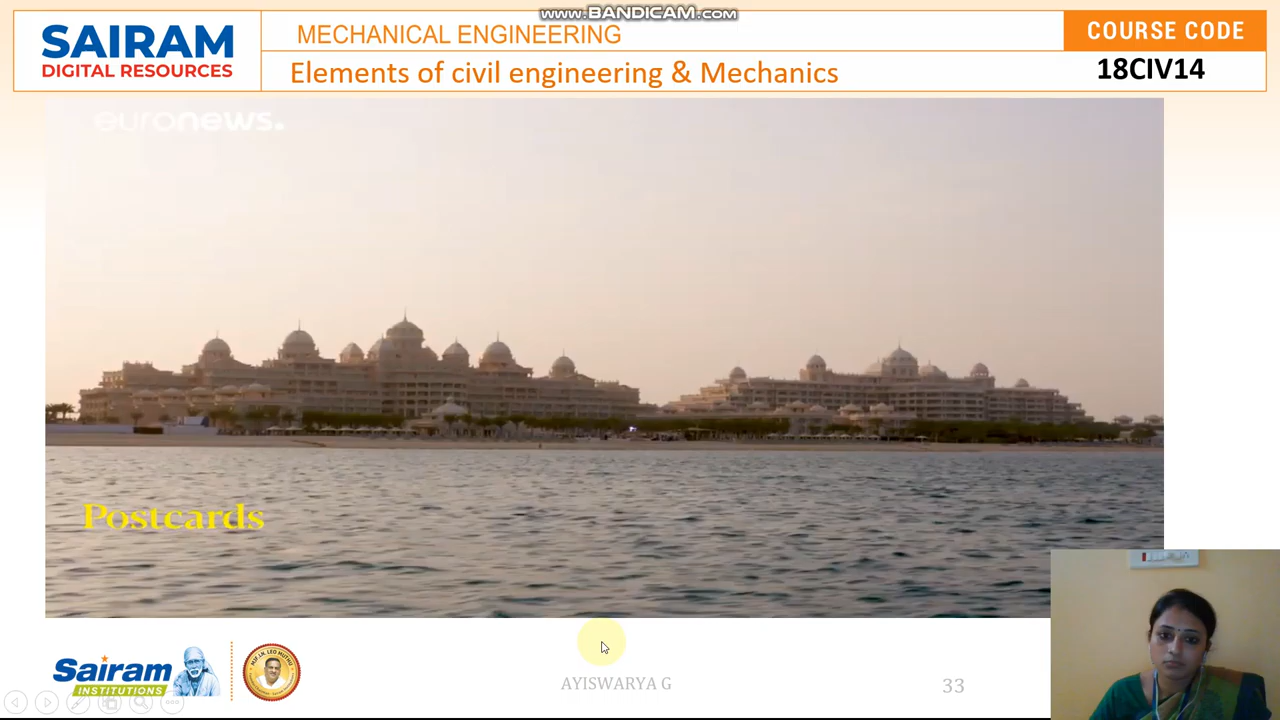 www.BANDICAM.com
SAIRAM
DIGITAL RESOURCES
MECHANICAL ENGINEERING
Elements of civil engineering & Mechanics
COURSE CODE
18CIV14
euronews.
Postcards
Sairam
INSTITUTIONS
AYISWARYA G
33